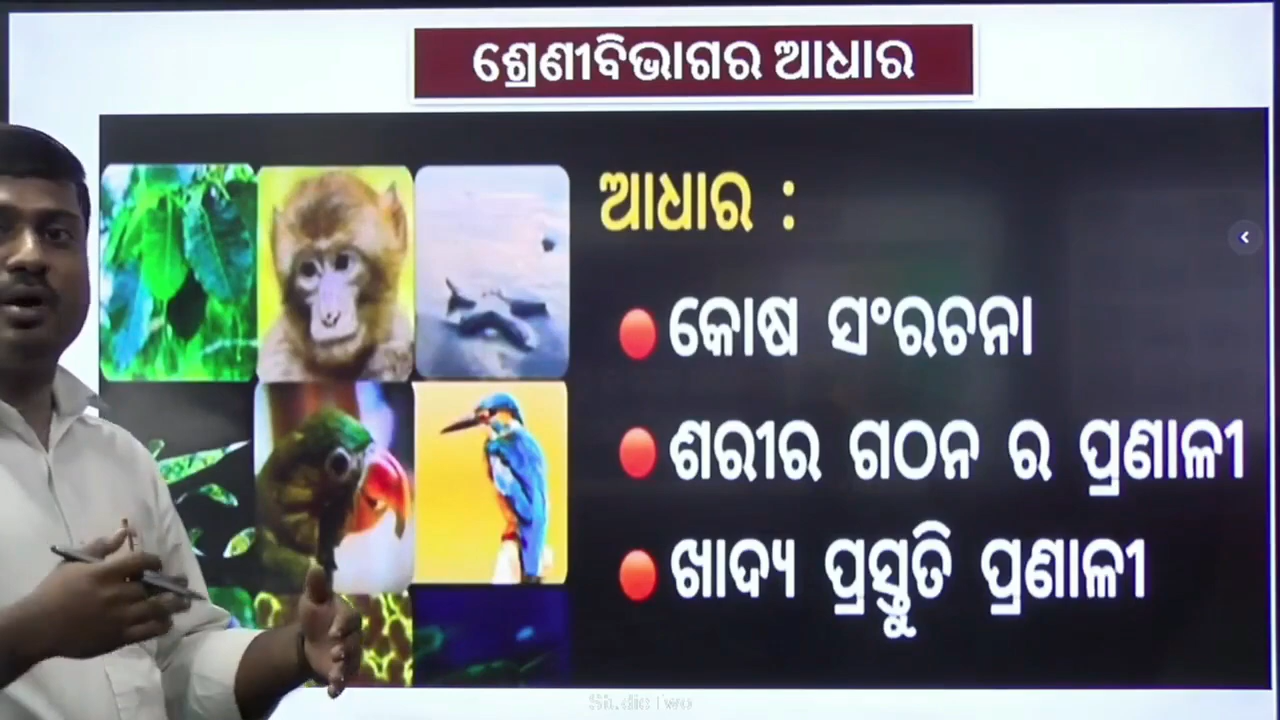 ଶ୍ରେଣୀବିଭାଗର ଆଧାର
ଆଧାର :
କୋଷ ସଂରଚନା
ଶରୀର ଗଠନ ର ପ୍ରଣାଳୀ
ଖାଦ୍ୟ ପ୍ରସ୍ତୁତି ପ୍ରଣାଳୀ